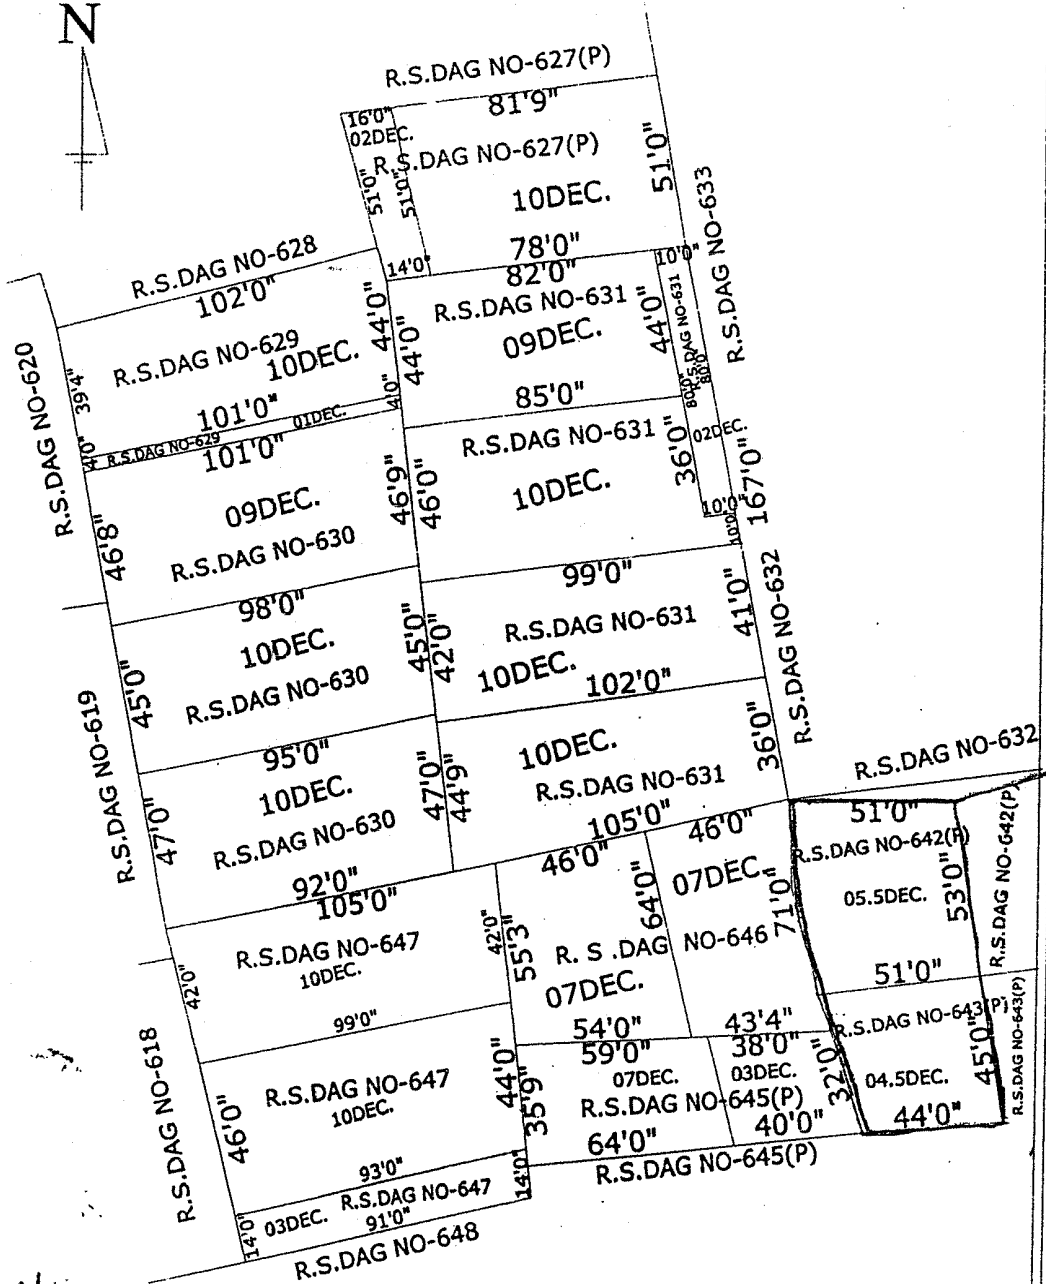 N
R.S.DAG NO-627(P)
81'9"
16'0"
02DEC.
R.S.DAG NO-627(P)
51'0"
51'0"
51'0"
10DEC.
R.S.DAG NO-633
78'0"
R.S.DAG NO-628
14'0"
82'0"
10'0"
102'0"
R.S.DAG NO-631
R.S.DAG NO-631
44'0"
44'0"
44'0"
09DEC.
R.S.DAG NO-629
10DEC.
R.S.DAG NO-620
39'4"
80'0"
80'0"
101'0"
4'0"
85'0"
01DEC.
R.S.DAG NO-629
4'0"
101'0"
R.S.DAG NO-631
36'0"
02DEC.
46'9"
46'0"
10DEC.
09DEC.
10'0"
167'0"
10'0"
46'8"
R.S.DAG NO-630
99'0"
98'0"
R.S.DAG NO-631
41'0"
R.S.DAG NO-632
10DEC.
45'0"
42'0"
10DEC.
102'0"
R.S.DAG NO-630
45'0"
R.S.DAG NO-619
95'0"
10DEC.
36'0"
R.S.DAG NO-632
10DEC.
47'0"
44'9"
R.S.DAG NO-631
105'0"
51'0"
47'0"
R.S.DAG NO-630
46'0"
46'0"
R.S.DAG NO-642(P)
R.S.DAG NO-642(P)
92'0"
105'0"
64'0"
07DEC.
71'0"
05.5DEC.
53'0"
R.S.DAG NO-647
10DEC.
42'0"
55'3"
R. S .DAG NO-646
51'0"
42'0"
07DEC.
99'0"
54'0"
43'4"
R.S.DAG NO-643(P)
R.S.DAG NO-643(P)
R.S.DAG NO-618
59'0"
38'0"
45'0"
R.S.DAG NO-647
44'0"
35'9"
07DEC.
03DEC.
32'0"
04.5DEC.
10DEC.
R.S.DAG NO-645(P)
46'0"
64'0"
40'0"
44'0"
93'0"
R.S.DAG NO-645(P)
14'0"
R.S.DAG NO-647
03DEC.
91'0"
14'0"
R.S.DAG NO-648